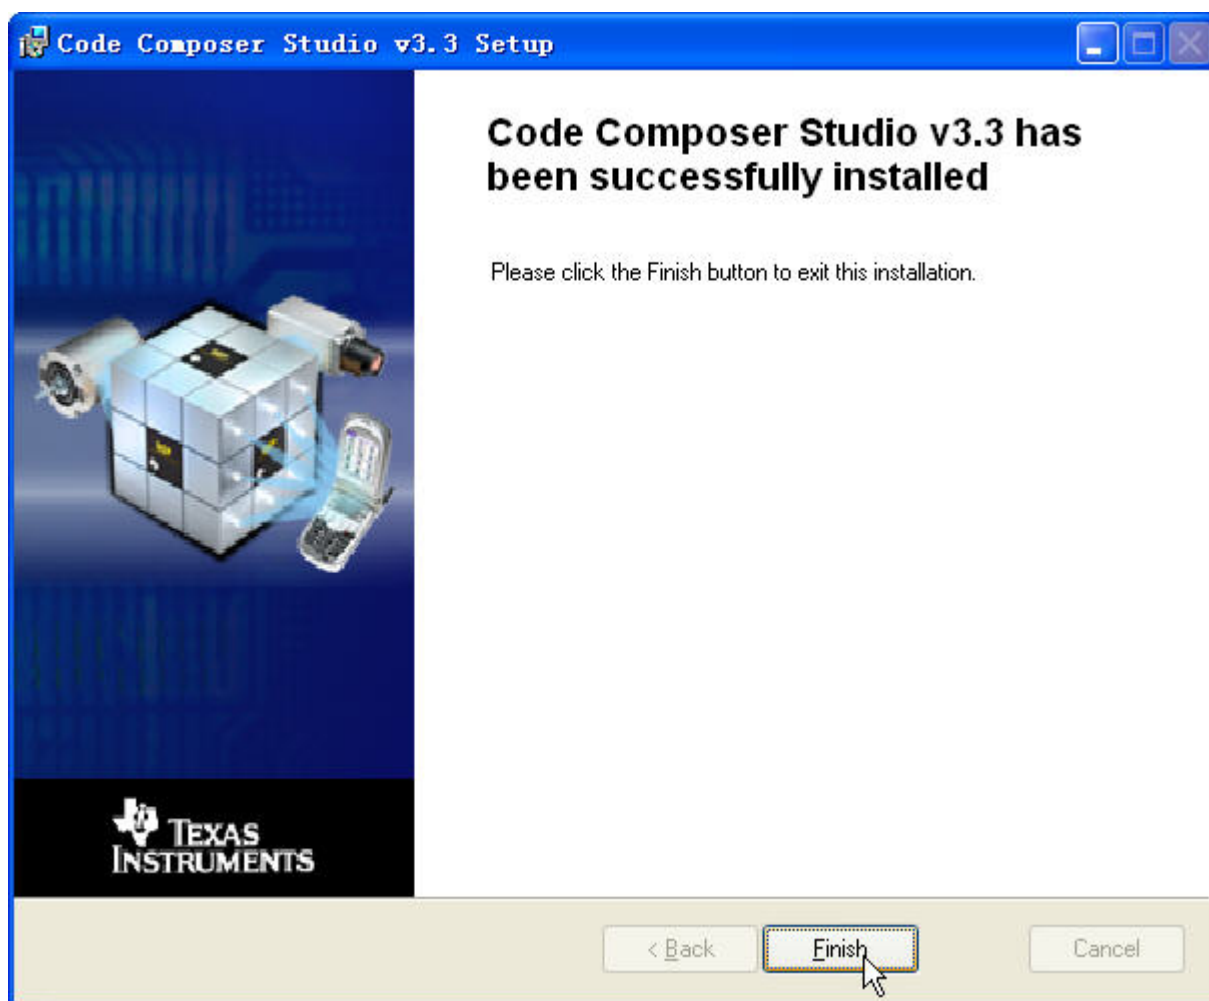 Code Composer Studio v3.3 Setup
Code Composer Studio v3.3 has
been successfully installed
Please click the Finish button to exit this installation.
TEXAS
INSTRUMENTS
< Back
Finish
Cancel